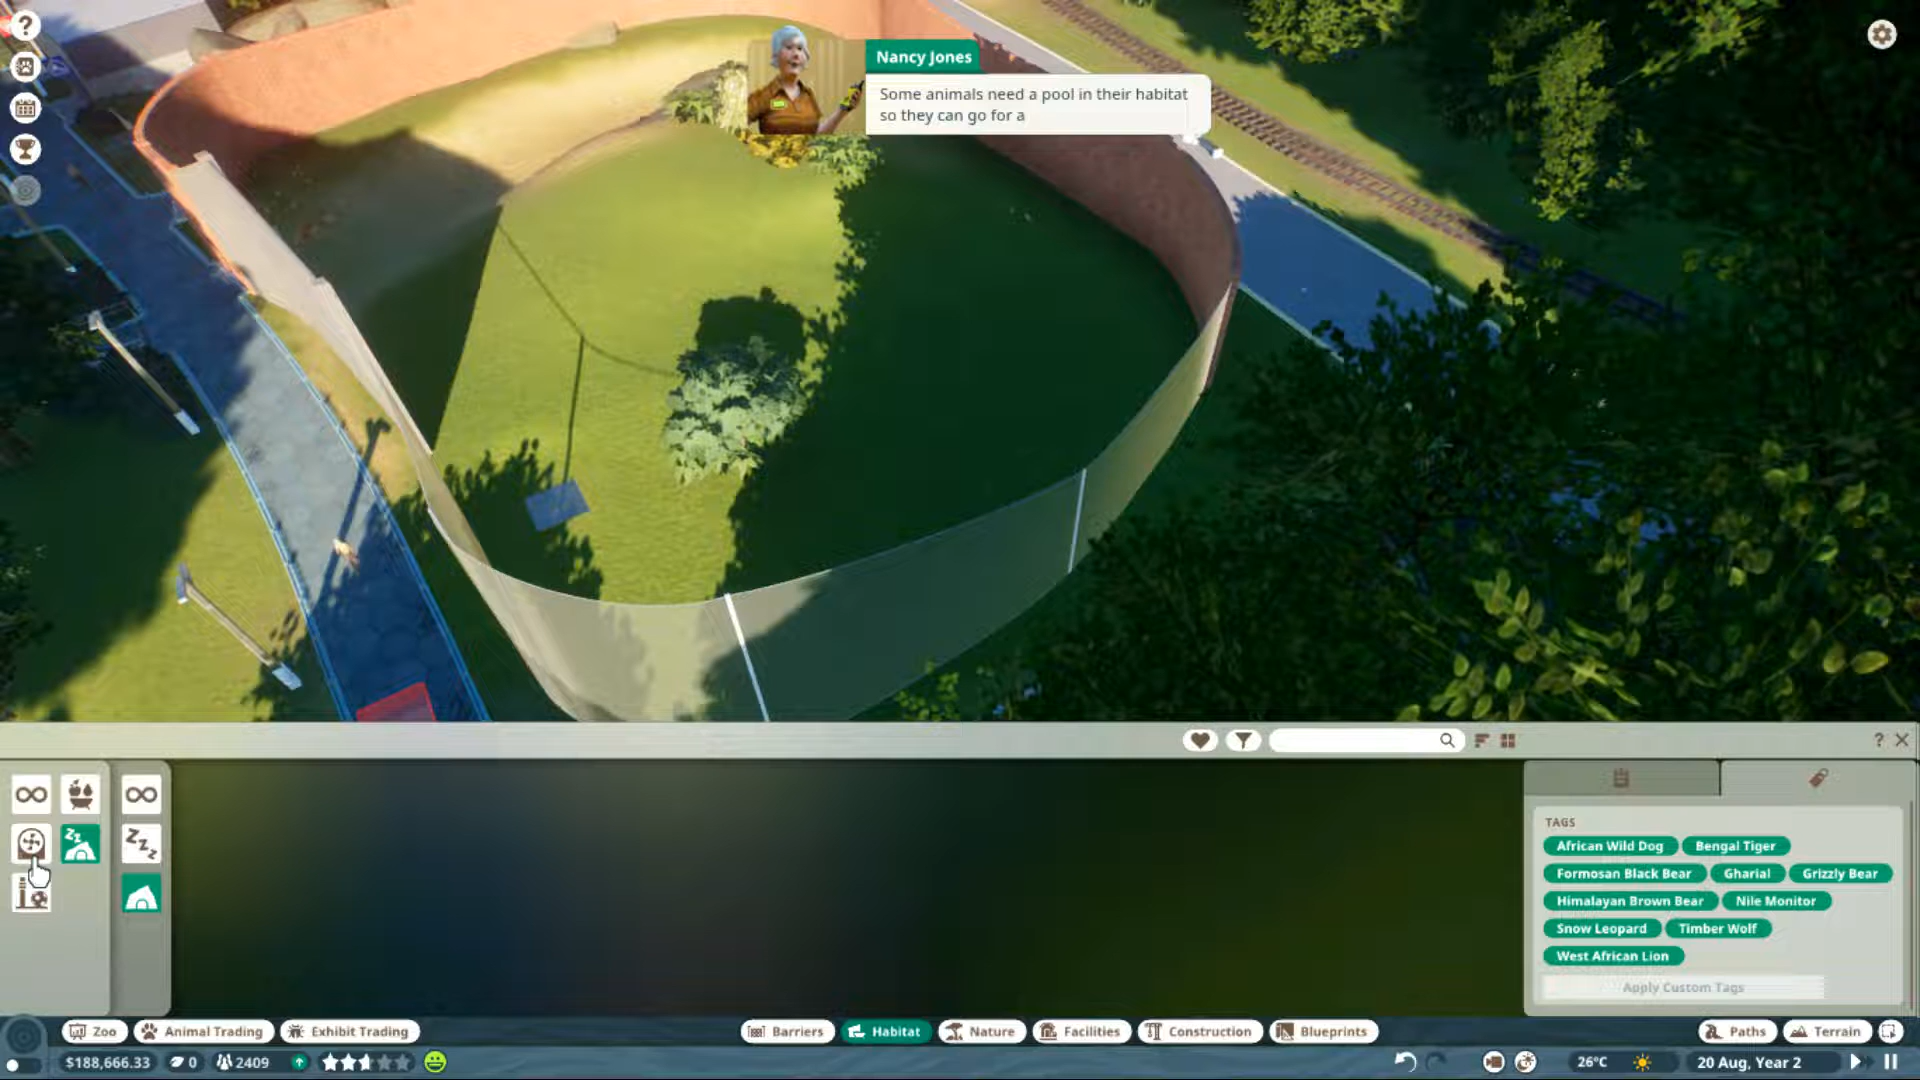 Nancy Jones
Some animals need a pool in their habitat
so they can go for a
TAGS
African Wild Dog Bengal Tiger
Formosan Black Bear Gharial Grizzly Bear
Himalayan Brown Bear Nile Monitor
Snow Leopard Timber Wolf
West African Lion
Apply Custom Tags
Zoo Animal Trading Exhibit Trading Barriers Habitat Nature Facilities Construction Blueprints Paths Terrain
$188,666.33 0 2409 26°C 20 Aug, Year 2